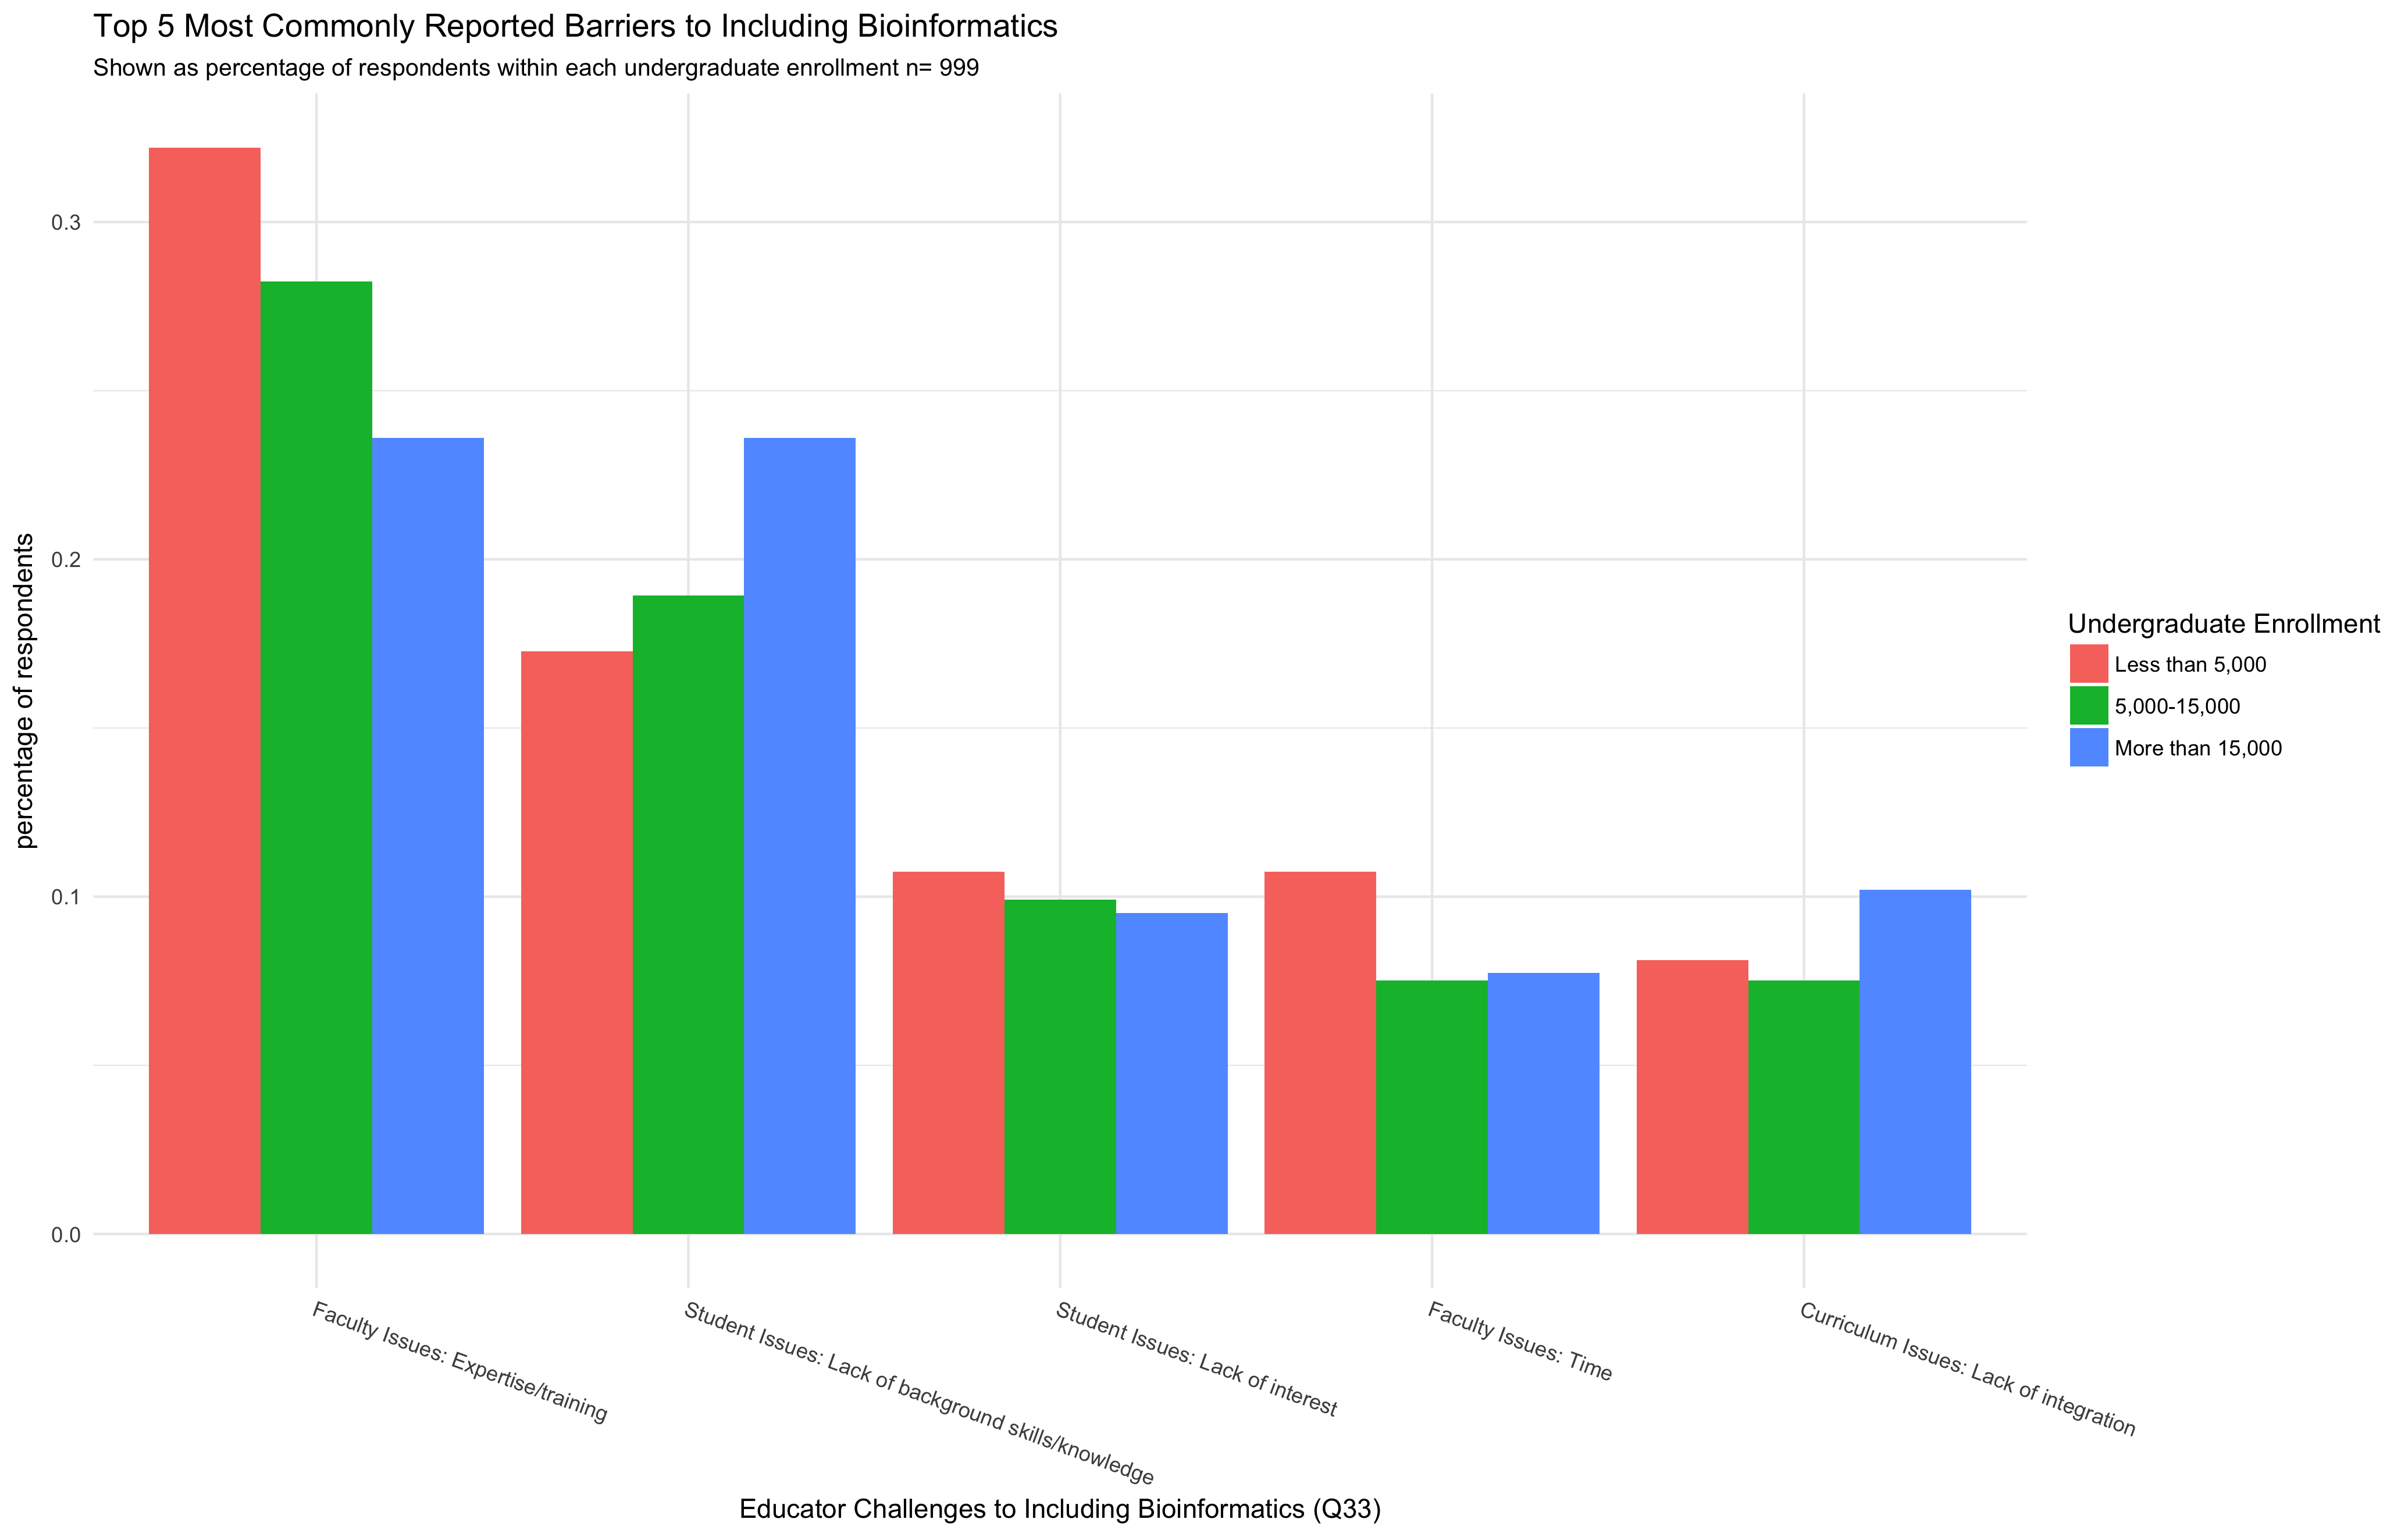 Top 5 Most Commonly Reported Barriers to Including Bioinformatics
Shown as percentage of respondents within each undergraduate enrollment n= 999
percentage of respondents
0.3
0.2
0.1
0.0
Faculty Issues: Expertise/training
Student Issues: Lack of background skills/knowledge
Student Issues: Lack of interest
Faculty Issues: Time
Curriculum Issues: Lack of integration
Educator Challenges to Including Bioinformatics (Q33)
Undergraduate Enrollment
Less than 5,000
5,000-15,000
More than 15,000